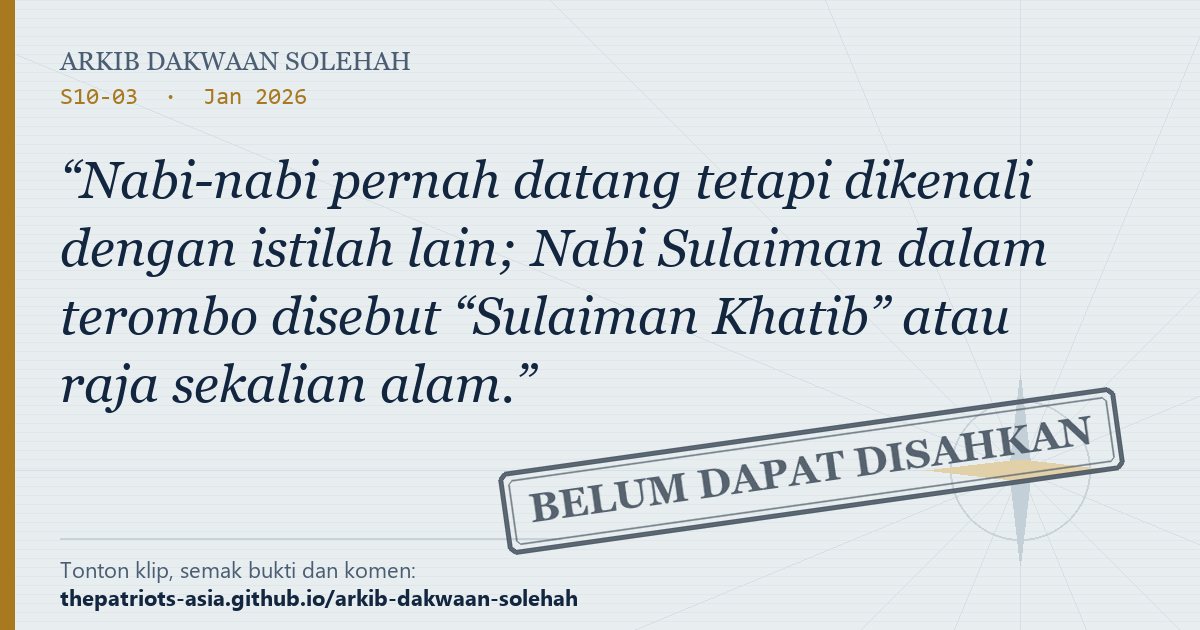 ARKIB DAKWAAN SOLEHAH
S10-03 · Jan 2026
“Nabi-nabi pernah datang tetapi dikenali
dengan istilah lain; Nabi Sulaiman dalam
terombo disebut “Sulaiman Khatib” atau
raja sekalian alam.”
BELUM DAPAT DISAHKAN
Tonton klip, semak bukti dan komen:
thepatriots-asia.github.io/arkib-dakwaan-solehah